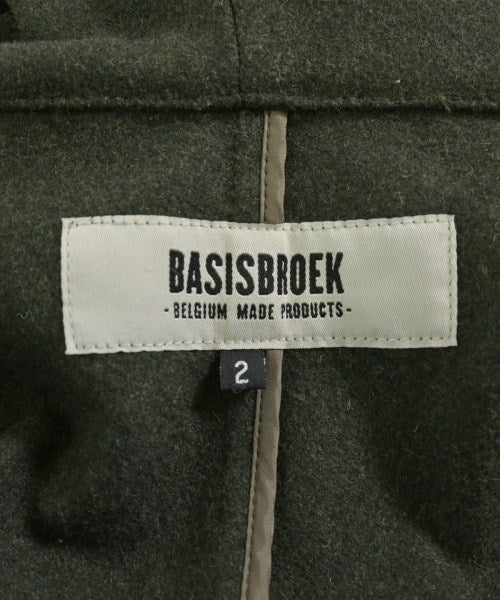 BASISBROEK
- BELGIUM MADE PRODUCTS -
2